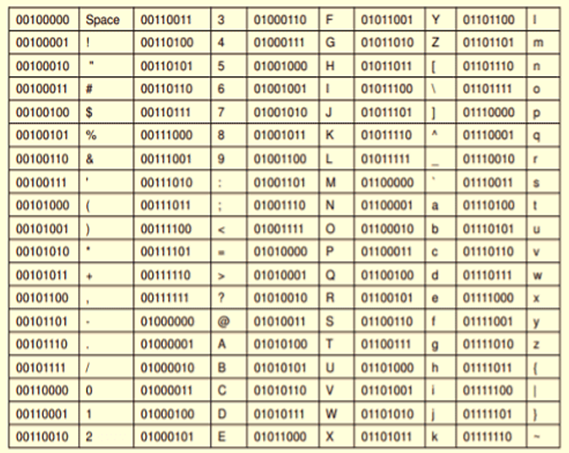 00100000 Space 00110011 3 01000110 F 01011001 Y 01101100 l
00100001 ! 00110100 4 01000111 G 01011010 Z 01101101 m
00100010 " 00110101 5 01001000 H 01011011 [ 01101110 n
00100011 # 00110110 6 01001001 I 01011100 \ 01101111 o
00100100 $ 00110111 7 01001010 J 01011101 ] 01110000 p
00100101 % 00111000 8 01001011 K 01011110 ^ 01110001 q
00100110 & 00111001 9 01001100 L 01011111 _ 01110010 r
00100111 ' 00111010 : 01001101 M 01100000 ` 01110011 s
00101000 ( 00111011 ; 01001110 N 01100001 a 01110100 t
00101001 ) 00111100 < 01001111 O 01100010 b 01110101 u
00101010 * 00111101 = 01010000 P 01100011 c 01110110 v
00101011 + 00111110 > 01010001 Q 01100100 d 01110111 w
00101100 , 00111111 ? 01010010 R 01100101 e 01111000 x
00101101 - 01000000 @ 01010011 S 01100110 f 01111001 y
00101110 . 01000001 A 01010100 T 01100111 g 01111010 z
00101111 / 01000010 B 01010101 U 01101000 h 01111011 {
00110000 0 01000011 C 01010110 V 01101001 i 01111100 |
00110001 1 01000100 D 01010111 W 01101010 j 01111101 }
00110010 2 01000101 E 01011000 X 01101011 k 01111110 ~